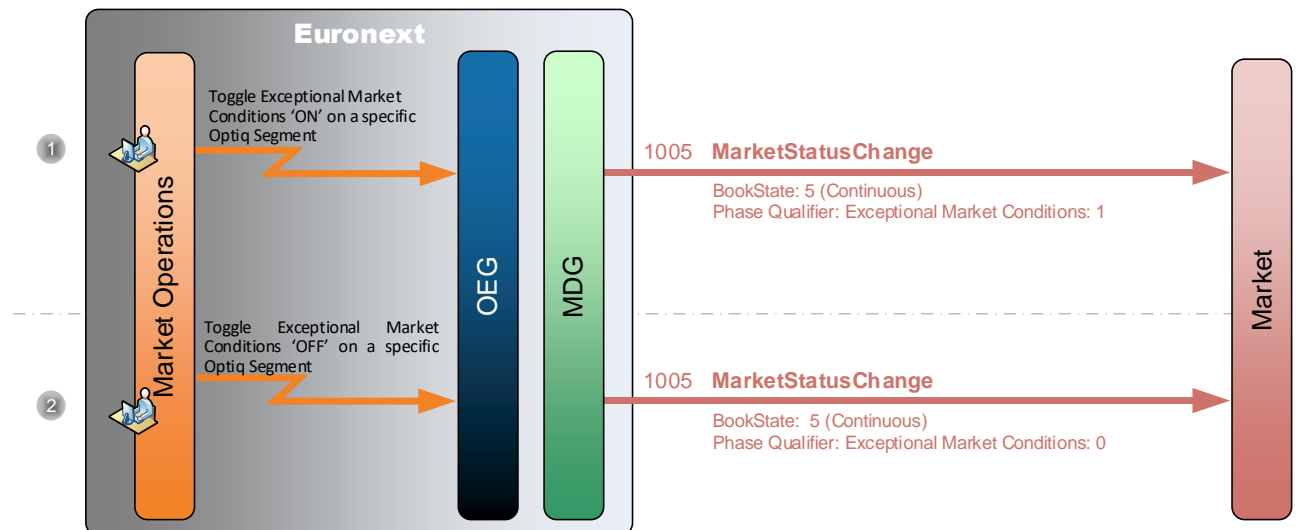 Euronext
Market Operations
OEG
MDG
Market
1
Toggle Exceptional Market
Conditions ‘ON’ on a specific
Optiq Segment
1005 MarketStatusChange
BookState: 5 (Continuous)
Phase Qualifier: Exceptional Market Conditions: 1
2
Toggle Exceptional Market
Conditions ‘OFF’ on a specific
Optiq Segment
1005 MarketStatusChange
BookState: 5 (Continuous)
Phase Qualifier: Exceptional Market Conditions: 0